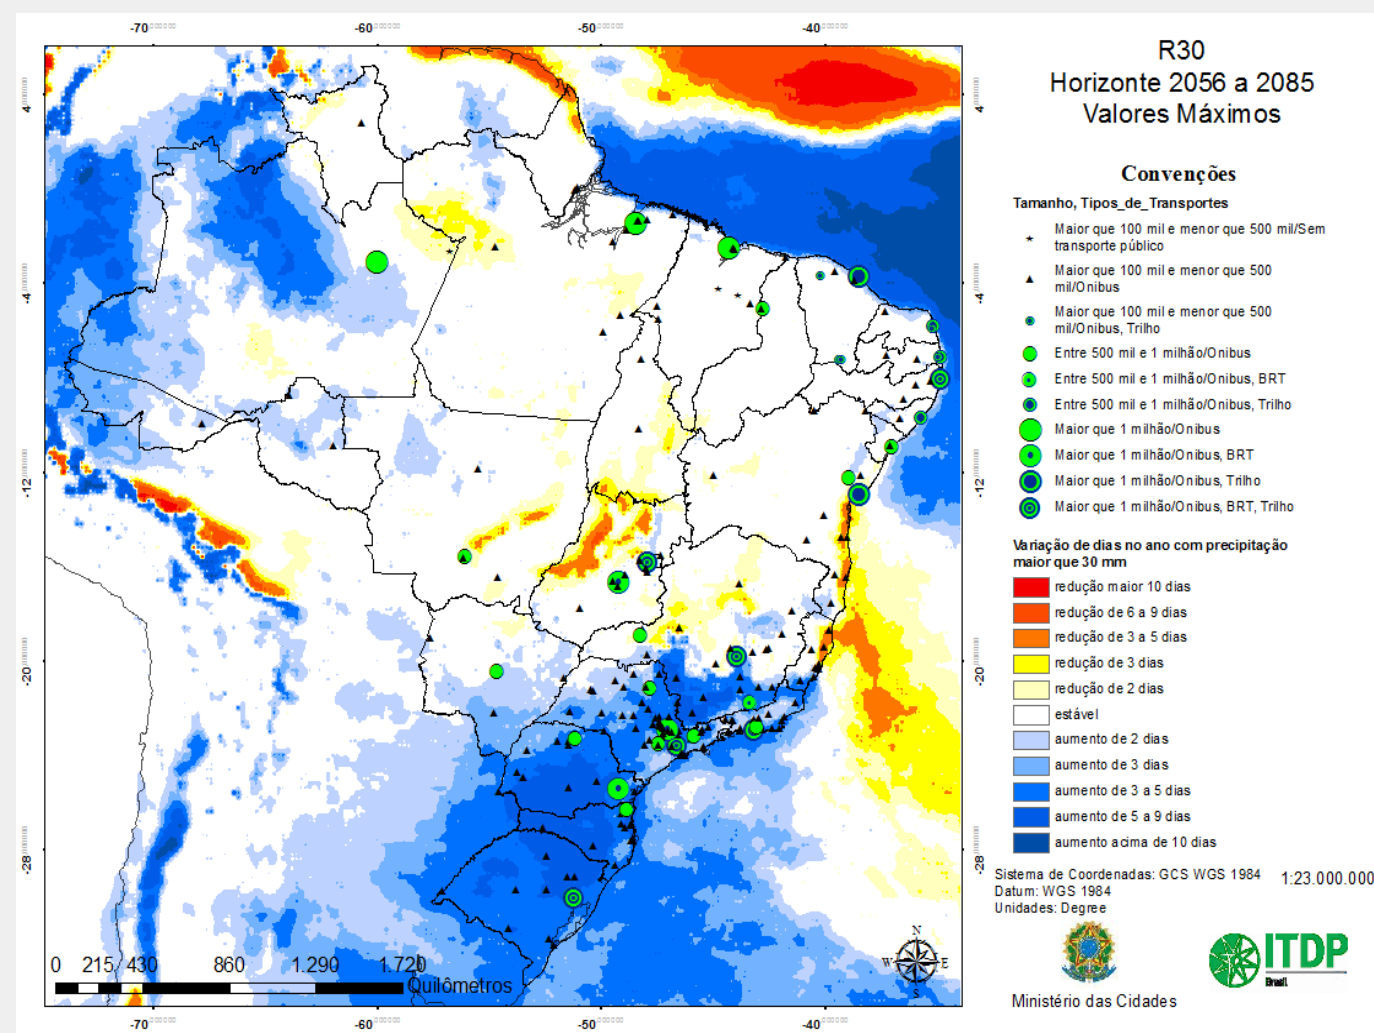 R30
Horizonte 2056 a 2085
Valores Máximos
-70
-60
-50
-40
4
-4
-12
-20
-28
4
-4
-12
-20
-28
Convenções
Tamanho, Tipos_de_Transportes
Maior que 100 mil e menor que 500 mil/Sem
transporte público
Maior que 100 mil e menor que 500
mil/Onibus
Maior que 100 mil e menor que 500
mil/Onibus, Trilho
Entre 500 mil e 1 milhão/Onibus
Entre 500 mil e 1 milhão/Onibus, BRT
Entre 500 mil e 1 milhão/Onibus, Trilho
Maior que 1 milhão/Onibus
Maior que 1 milhão/Onibus, BRT
Maior que 1 milhão/Onibus, Trilho
Maior que 1 milhão/Onibus, BRT, Trilho
Variação de dias no ano com precipitação
maior que 30 mm
redução maior 10 dias
redução de 6 a 9 dias
redução de 3 a 5 dias
redução de 3 dias
redução de 2 dias
estável
aumento de 2 dias
aumento de 3 dias
aumento de 3 a 5 dias
aumento de 5 a 9 dias
aumento acima de 10 dias
Sistema de Coordenadas: GCS WGS 1984
Datum: WGS 1984
Unidades: Degree
1:23.000.000
N
W E
S
0 215 430 860 1.290 1.720
Quilômetros
Ministério das Cidades
ITDP
Brasil
-70
-60
-50
-40